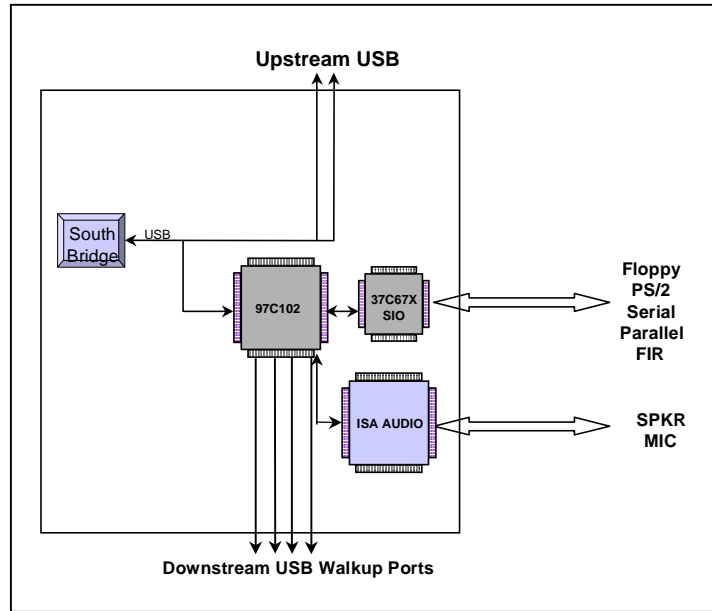 Upstream USB
South
Bridge
USB
97C102
37C67X
SIO
Floppy
PS/2
Serial
Parallel
FIR
ISA AUDIO
SPKR
MIC
Downstream USB Walkup Ports